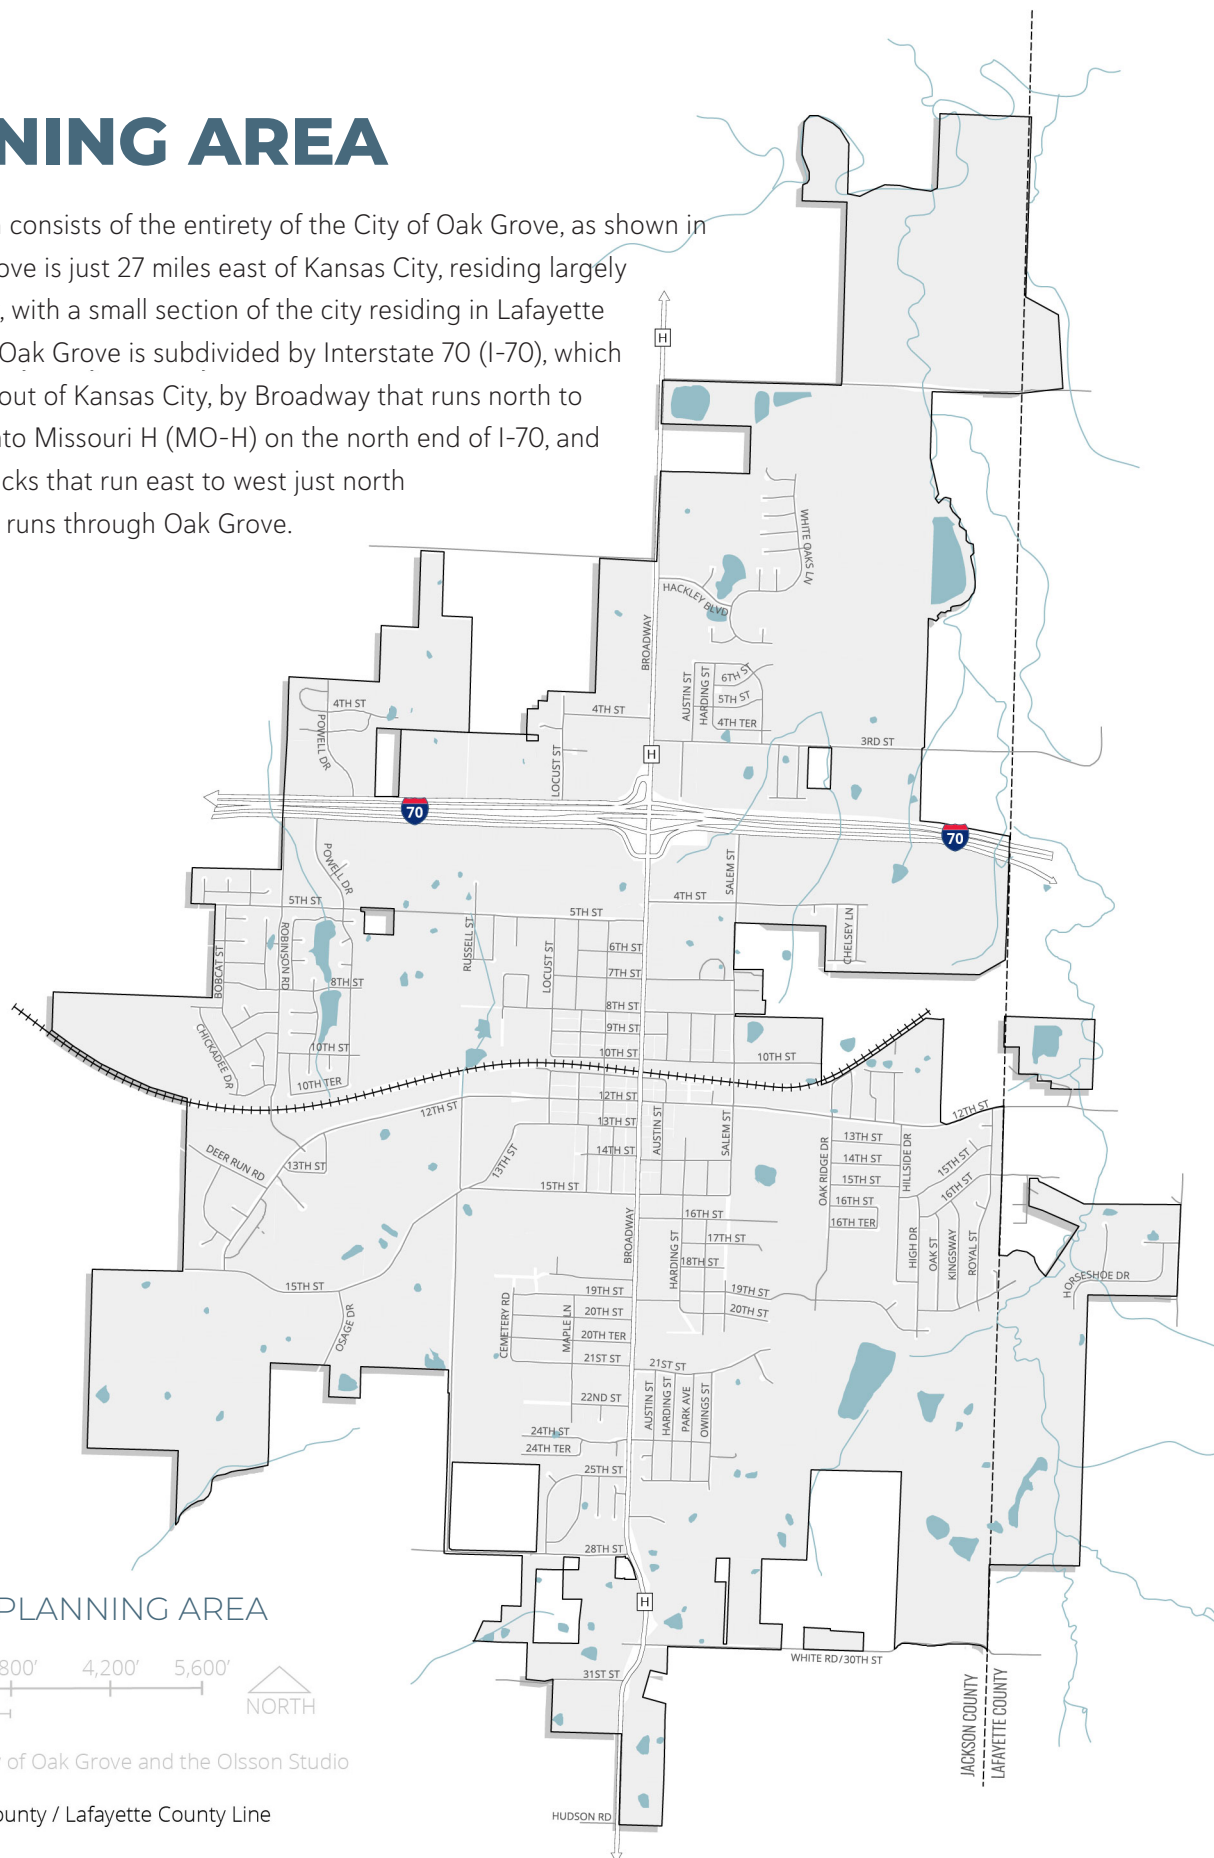 NING AREA
consists of the entirety of the City of Oak Grove, as shown in
ove is just 27 miles east of Kansas City, residing largely
, with a small section of the city residing in Lafayette
Oak Grove is subdivided by Interstate 70 (I-70), which
out of Kansas City, by Broadway that runs north to
nto Missouri H (MO-H) on the north end of I-70, and
cks that run east to west just north
runs through Oak Grove.
H
WHITE OAKS LN
HACKLEY BLVD
BROADWAY
6TH ST
AUSTIN ST
HARDING ST
5TH ST
4TH ST
POWELL DR
4TH ST
4TH TER
3RD ST
H
LOCUST ST
70
70
POWELL DR
SALEM ST
5TH ST
4TH ST
5TH ST
CHELSEY LN
ROBINSON RD
RUSSELL ST
BOBCAT ST
LOCUST ST
6TH ST
7TH ST
8TH ST
8TH ST
9TH ST
CHICKADEE DR
10TH ST
10TH ST
10TH ST
10TH TER
12TH ST
12TH ST
12TH ST
13TH ST
AUSTIN ST
SALEM ST
13TH ST
OAK RIDGE DR
HILLSIDE DR
DEER RUN RD
13TH ST
13TH ST
14TH ST
14TH ST
15TH ST
15TH ST
15TH ST
16TH ST
16TH ST
16TH ST
16TH TER
BROADWAY
HARDING ST
17TH ST
18TH ST
HIGH DR
OAK ST
KINGSWAY
ROYAL ST
HORSESHOE DR
15TH ST
19TH ST
19TH ST
20TH ST
20TH ST
OSAGE DR
CEMETERY RD
MAPLE LN
20TH TER
21ST ST
21ST ST
22ND ST
AUSTIN ST
HARDING ST
PARK AVE
OWINGS ST
24TH ST
24TH TER
25TH ST
28TH ST
H
WHITE RD/30TH ST
31ST ST
HUDSON RD
JACKSON COUNTY
LAFAYETTE COUNTY
PLANNING AREA
800' 4,200' 5,600'
NORTH
y of Oak Grove and the Olsson Studio
ounty / Lafayette County Line